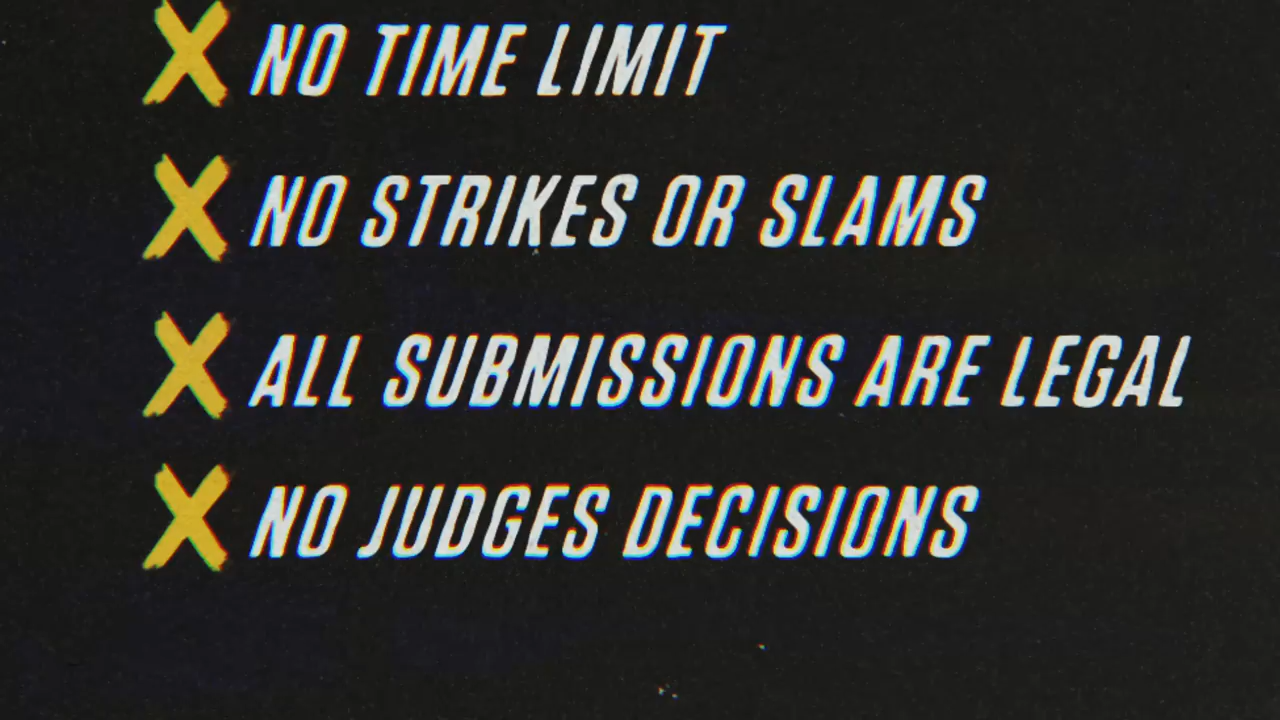 NO TIME LIMIT
NO STRIKES OR SLAMS
ALL SUBMISSIONS ARE LEGAL
NO JUDGES DECISIONS